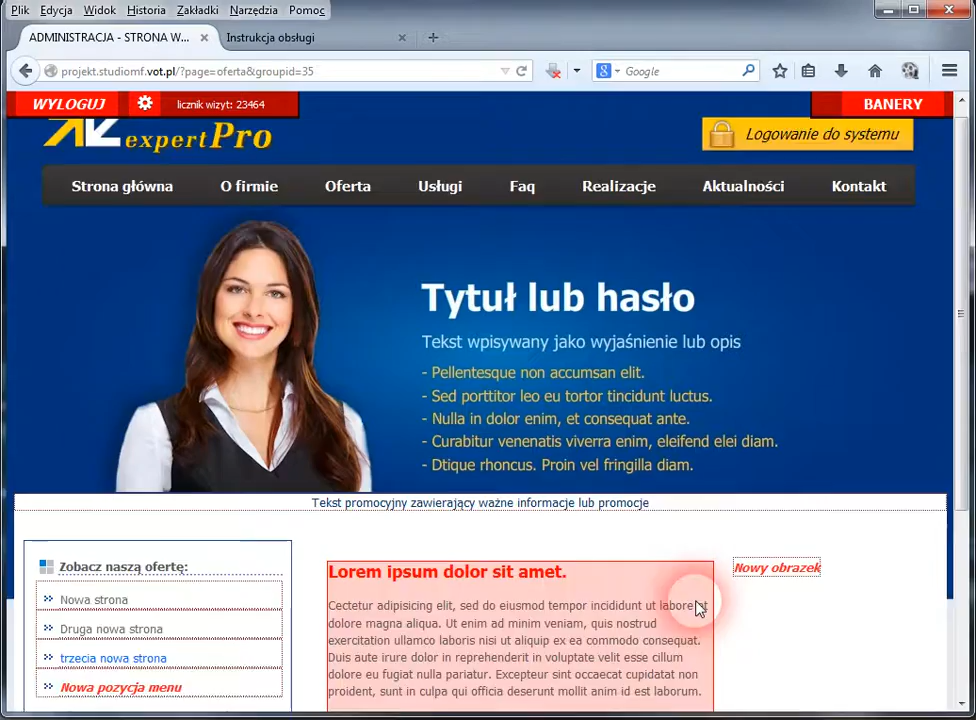 Plik Edycja Widok Historia Zakładki Narzędzia Pomoc
ADMINISTRACJA - STRONA W...
Instrukcja obsługi
projekt.studiomf.vot.pl/?page=oferta&groupid=35
Google
WYLOGUJ
licznik wizyt: 23464
BANERY
expertPro
Logowanie do systemu
Strona główna O firmie Oferta Usługi Faq Realizacje Aktualności Kontakt
Tytuł lub hasło
Tekst wpisywany jako wyjaśnienie lub opis
- Pellentesque non accumsan elit.
- Sed porttitor leo eu tortor tincidunt luctus.
- Nulla in dolor enim, et consequat ante.
- Curabitur venenatis viverra enim, eleifend elei diam.
- Dtique rhoncus. Proin vel fringilla diam.
Tekst promocyjny zawierający ważne informacje lub promocje
Zobacz naszą ofertę:
Nowa strona
Druga nowa strona
trzecia nowa strona
Nowa pozycja menu
Lorem ipsum dolor sit amet.
Cectetur adipisicing elit, sed do eiusmod tempor incididunt ut labore et
dolore magna aliqua. Ut enim ad minim veniam, quis nostrud
exercitation ullamco laboris nisi ut aliquip ex ea commodo consequat.
Duis aute irure dolor in reprehenderit in voluptate velit esse cillum
dolore eu fugiat nulla pariatur. Excepteur sint occaecat cupidatat non
proident, sunt in culpa qui officia deserunt mollit anim id est laborum.
Nowy obrazek